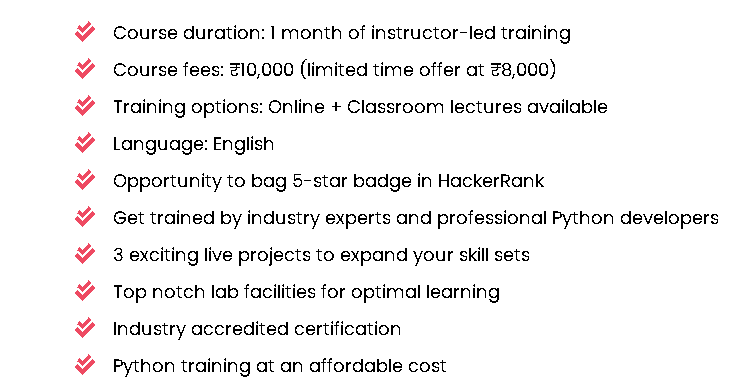 Course duration: 1 month of instructor-led training
Course fees: ₹10,000 (limited time offer at ₹8,000)
Training options: Online + Classroom lectures available
Language: English
Opportunity to bag 5-star badge in HackerRank
Get trained by industry experts and professional Python developers
3 exciting live projects to expand your skill sets
Top notch lab facilities for optimal learning
Industry accredited certification
Python training at an affordable cost